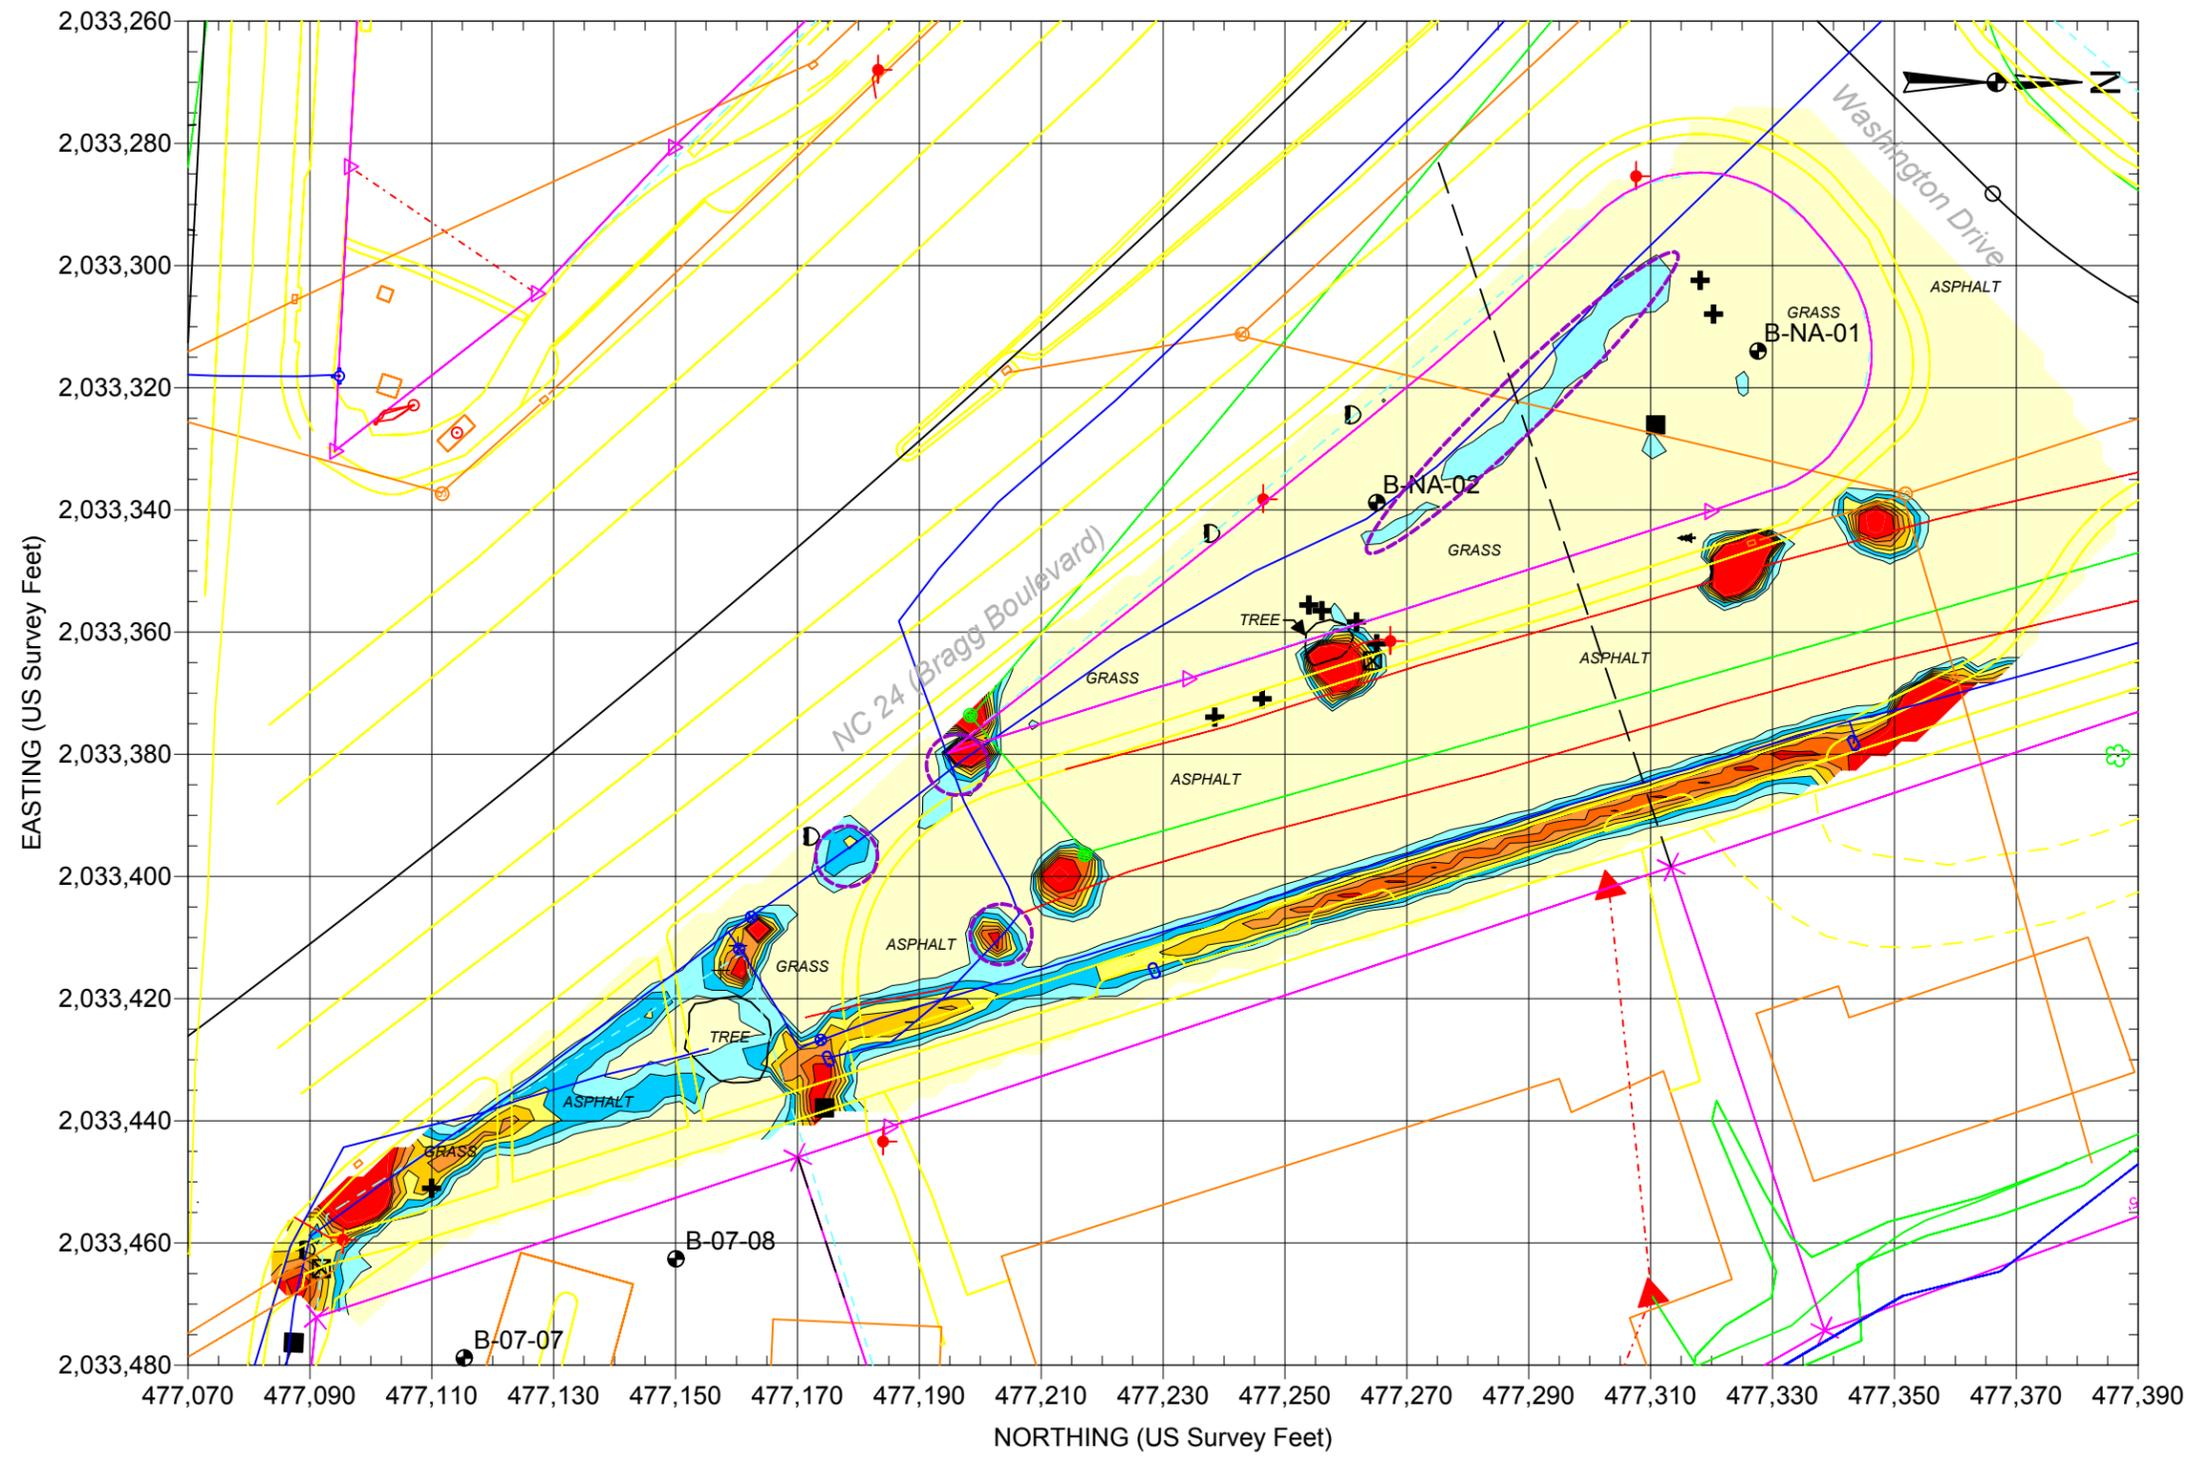 2,033,260
N
2,033,280
Washington Drive
2,033,300
ASPHALT
GRASS
B-NA-01
2,033,320
B-NA-02
2,033,340
GRASS
NC 24 (Bragg Boulevard)
EASTING (US Survey Feet)
TREE
2,033,360
ASPHALT
GRASS
2,033,380
ASPHALT
2,033,400
ASPHALT
GRASS
2,033,420
TREE
ASPHALT
2,033,440
GRASS
2,033,460
B-07-08
B-07-07
2,033,480
477,070 477,090 477,110 477,130 477,150 477,170 477,190 477,210 477,230 477,250 477,270 477,290 477,310 477,330 477,350 477,370 477,390
NORTHING (US Survey Feet)